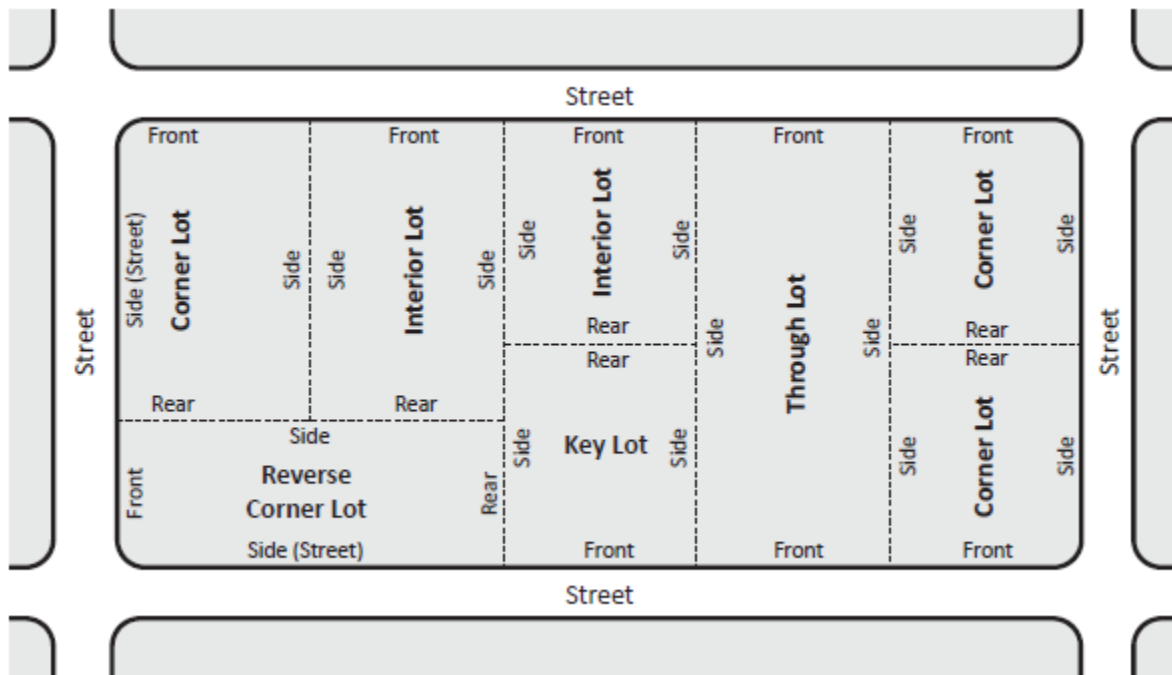 Street
Front
Front
Front
Front
Front
Side (Street)
Corner Lot
Side
Side
Interior Lot
Side
Side
Interior Lot
Side
Side
Corner Lot
Side
Rear
Rear
Rear
Rear
Rear
Street
Side
Through Lot
Side
Street
Rear
Rear
Side
Side
Key Lot
Side
Side
Corner Lot
Side
Front
Reverse
Corner Lot
Rear
Side (Street)
Front
Front
Front
Street